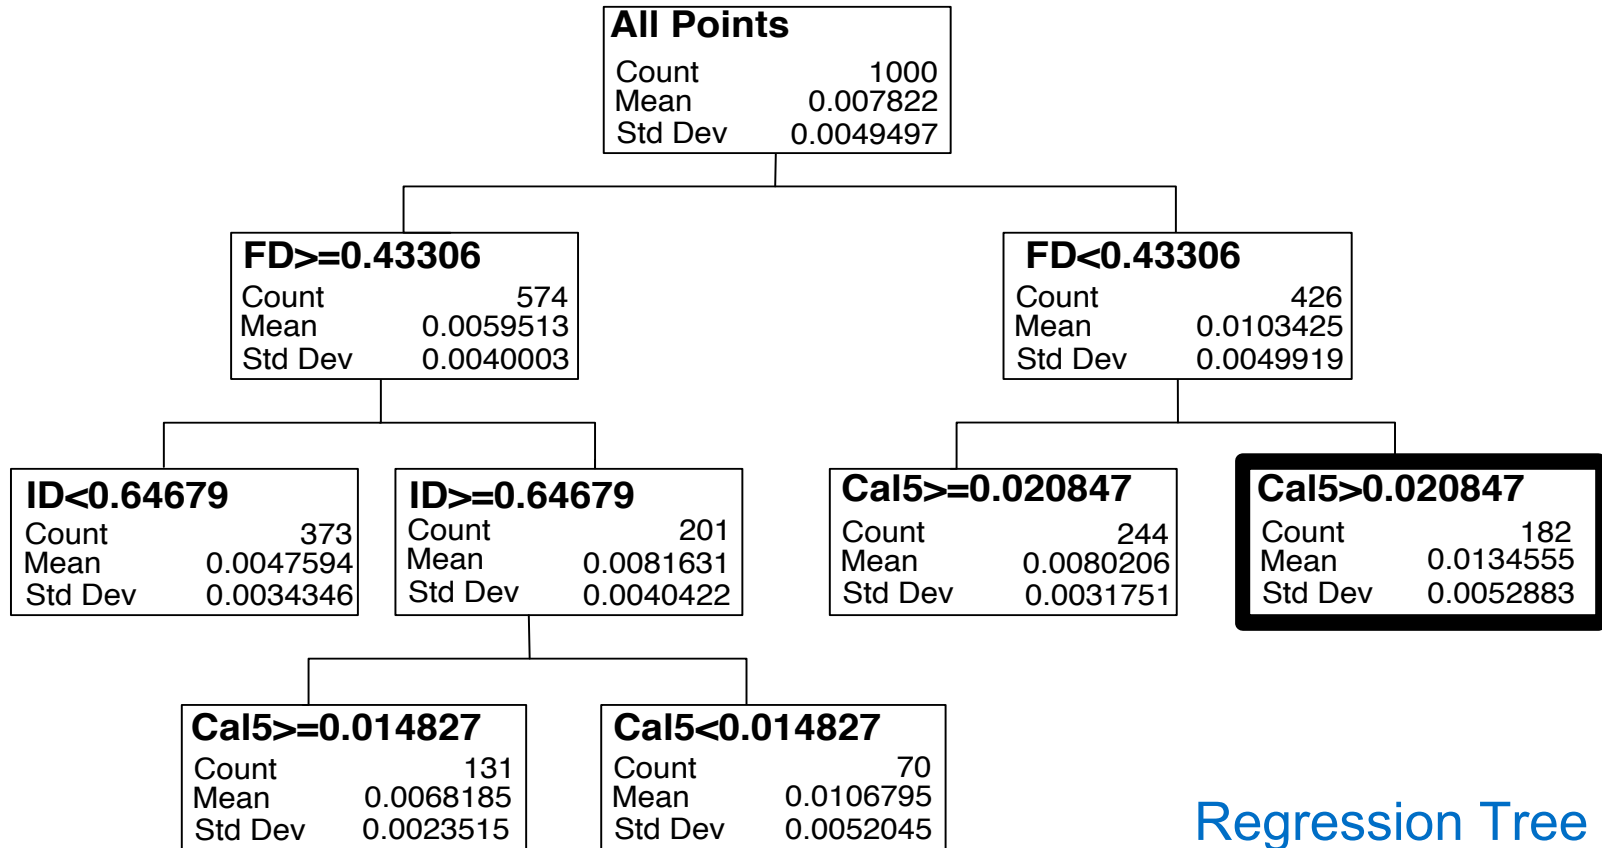 All Points
Count 1000
Mean 0.007822
Std Dev 0.0049497
FD>=0.43306
Count 574
Mean 0.0059513
Std Dev 0.0040003
FD<0.43306
Count 426
Mean 0.0103425
Std Dev 0.0049919
ID<0.64679
Count 373
Mean 0.0047594
Std Dev 0.0034346
ID>=0.64679
Count 201
Mean 0.0081631
Std Dev 0.0040422
Cal5>=0.020847
Count 244
Mean 0.0080206
Std Dev 0.0031751
Cal5>0.020847
Count 182
Mean 0.0134555
Std Dev 0.0052883
Cal5>=0.014827
Count 131
Mean 0.0068185
Std Dev 0.0023515
Cal5<0.014827
Count 70
Mean 0.0106795
Std Dev 0.0052045
Regression Tree